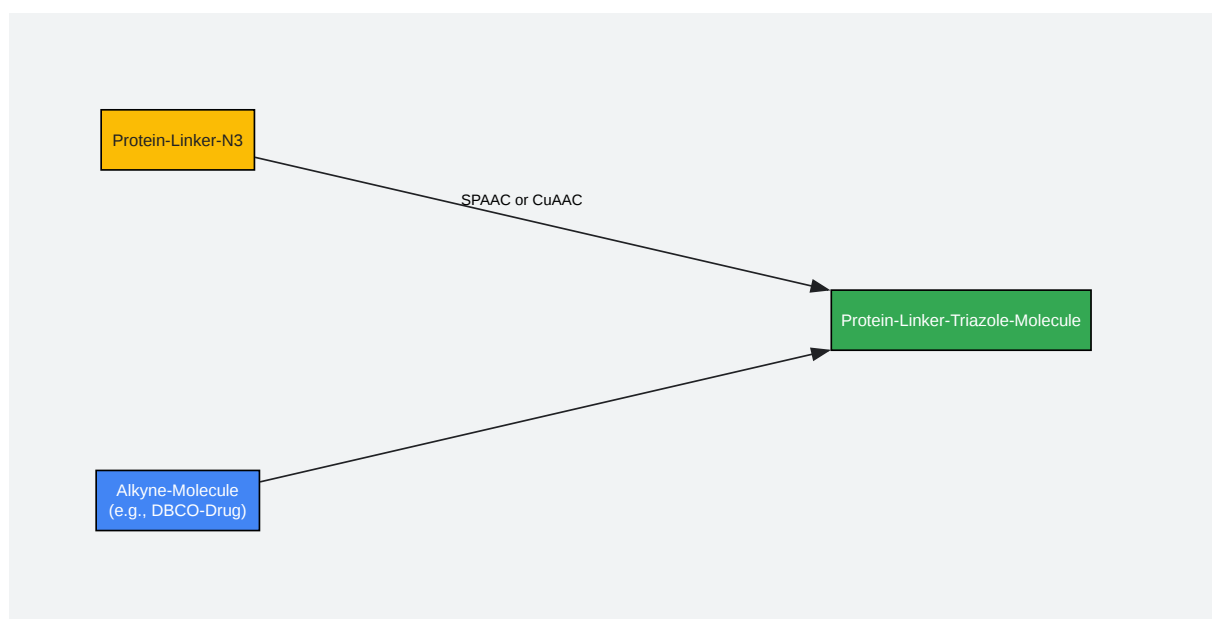 Protein-Linker-N3
SPAAC or CuAAC
Protein-Linker-Triazole-Molecule
Alkyne-Molecule
(e.g., DBCO-Drug)